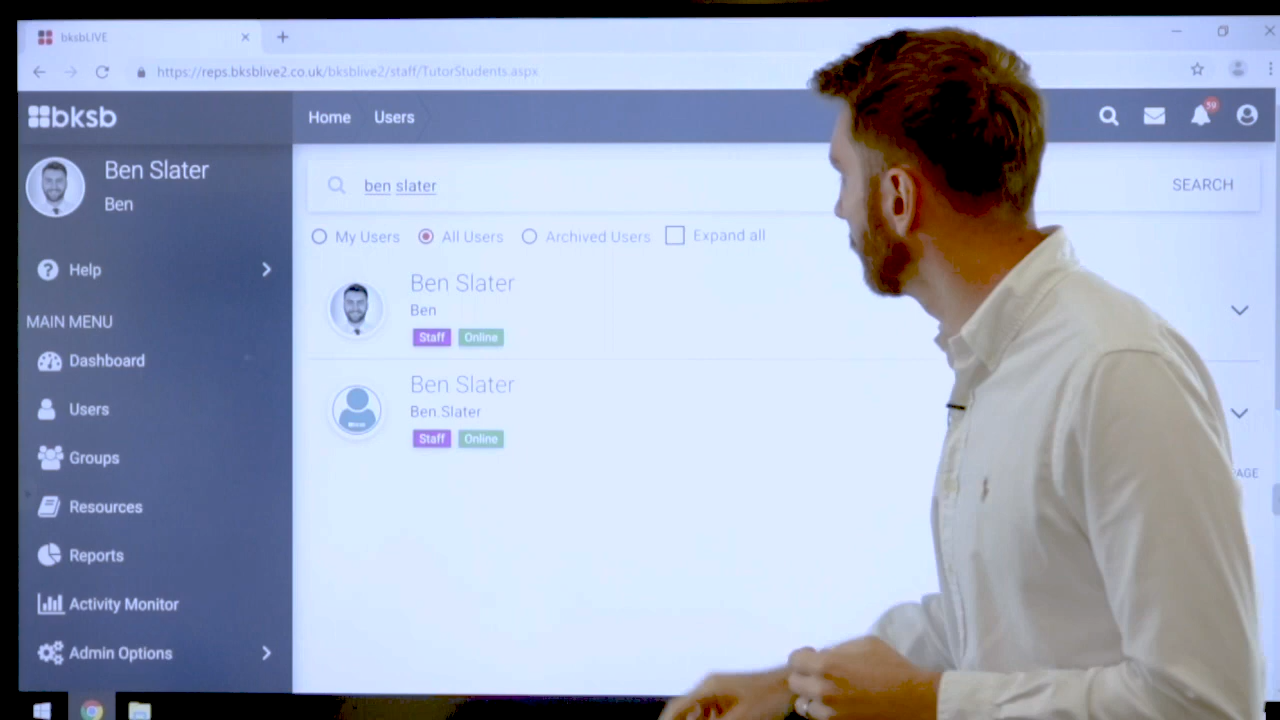 bksbLIVE
https://reps.bksblive2.co.uk/bksblive2/staff/TutorStudents.aspx
bksb
Home Users
59
Ben Slater
Ben
ben slater
SEARCH
My Users All Users Archived Users Expand all
Help
MAIN MENU
Dashboard
Users
Groups
Resources
Reports
Activity Monitor
Admin Options
Ben Slater
Ben
Staff Online
Ben Slater
Ben Slater
Staff Online
PAGE